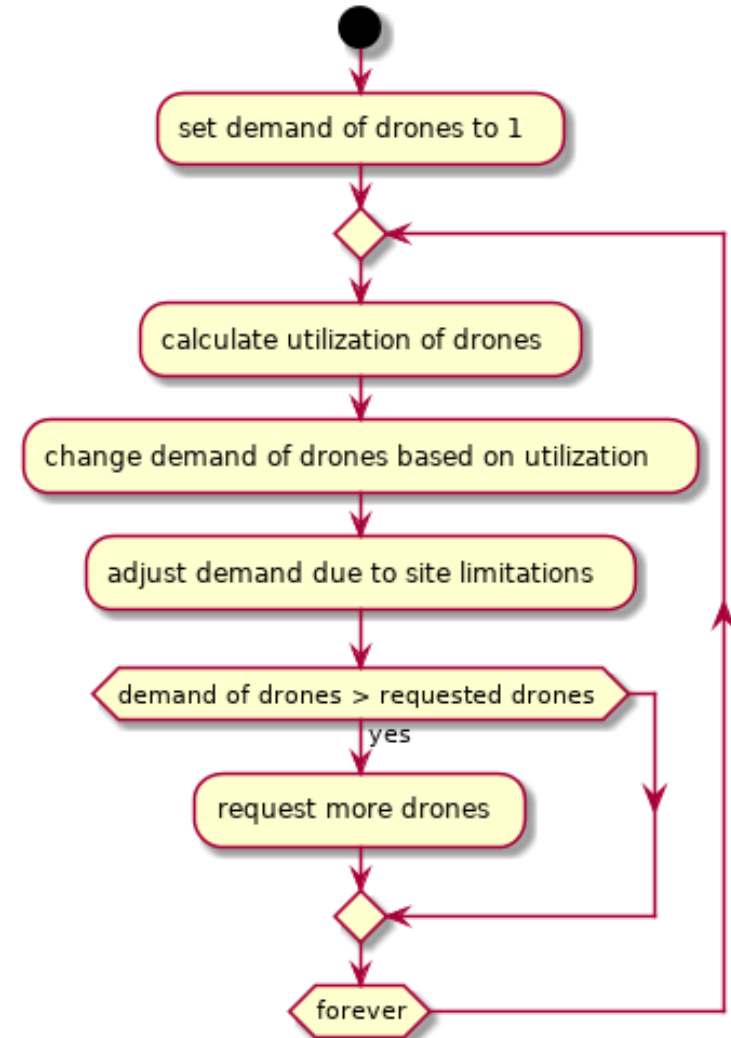 set demand of drones to 1
calculate utilization of drones
change demand of drones based on utilization
adjust demand due to site limitations
demand of drones > requested drones
yes
request more drones
forever